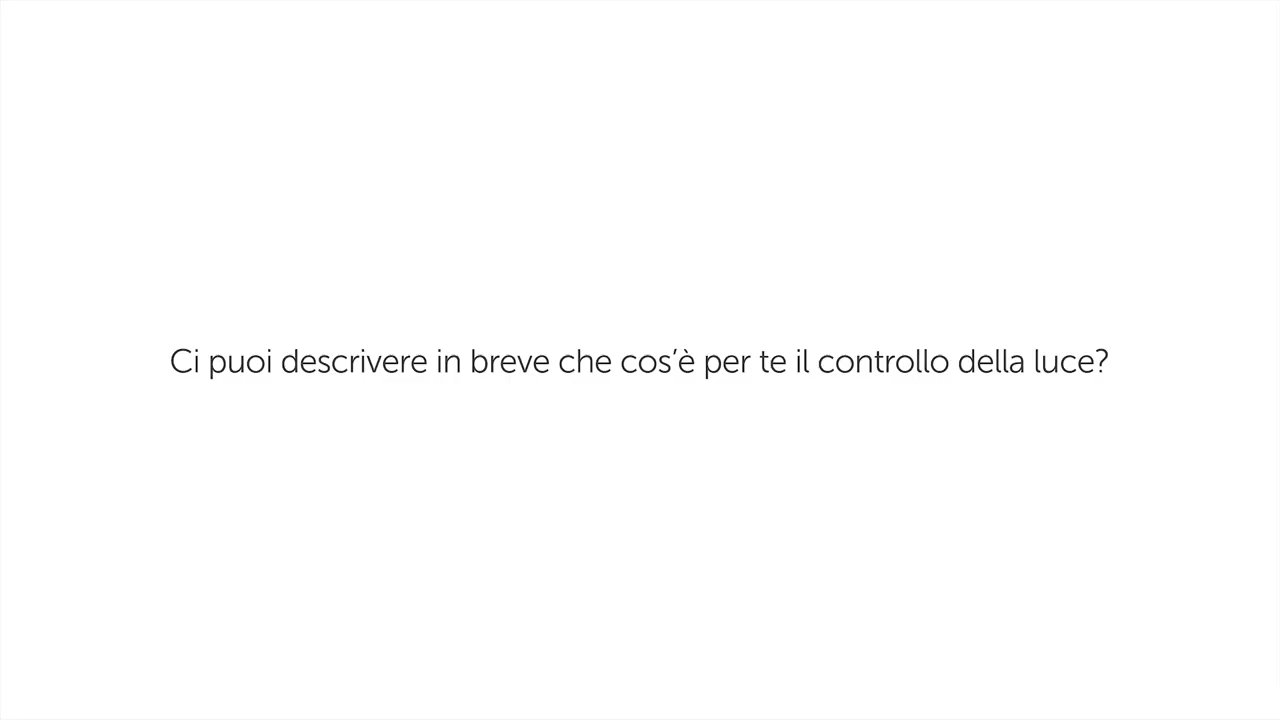 Ci puoi descrivere in breve che cos’è per te il controllo della luce?